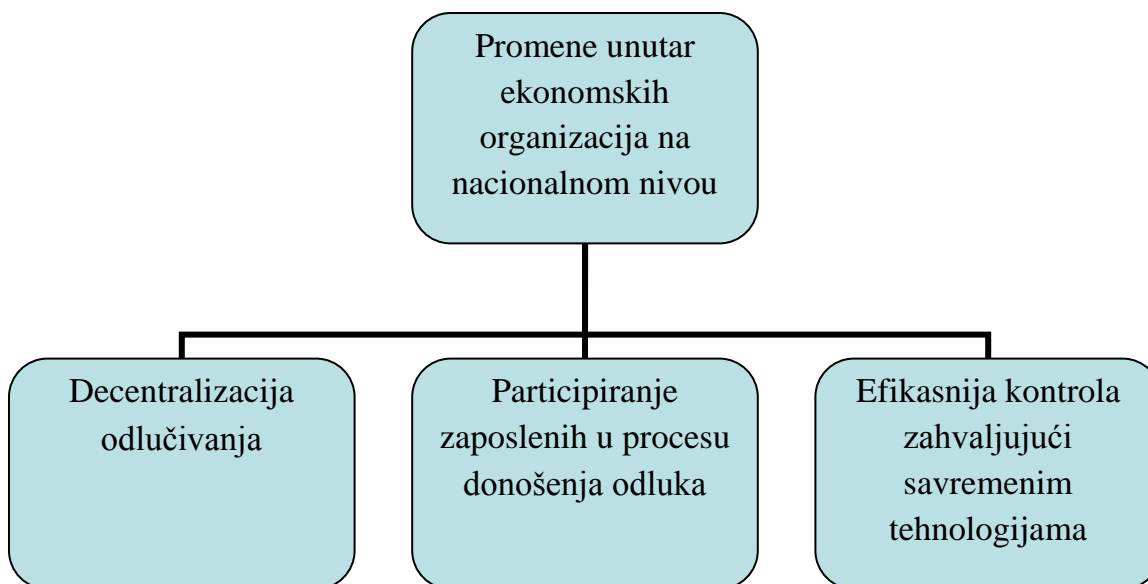 Promene unutar
ekonomskih
organizacija na
nacionalnom nivou
Decentralizacija
odlučivanja
Participiranje
zaposlenih u procesu
donošenja odluka
Efikasnija kontrola
zahvaljujući
savremenim
tehnologijama